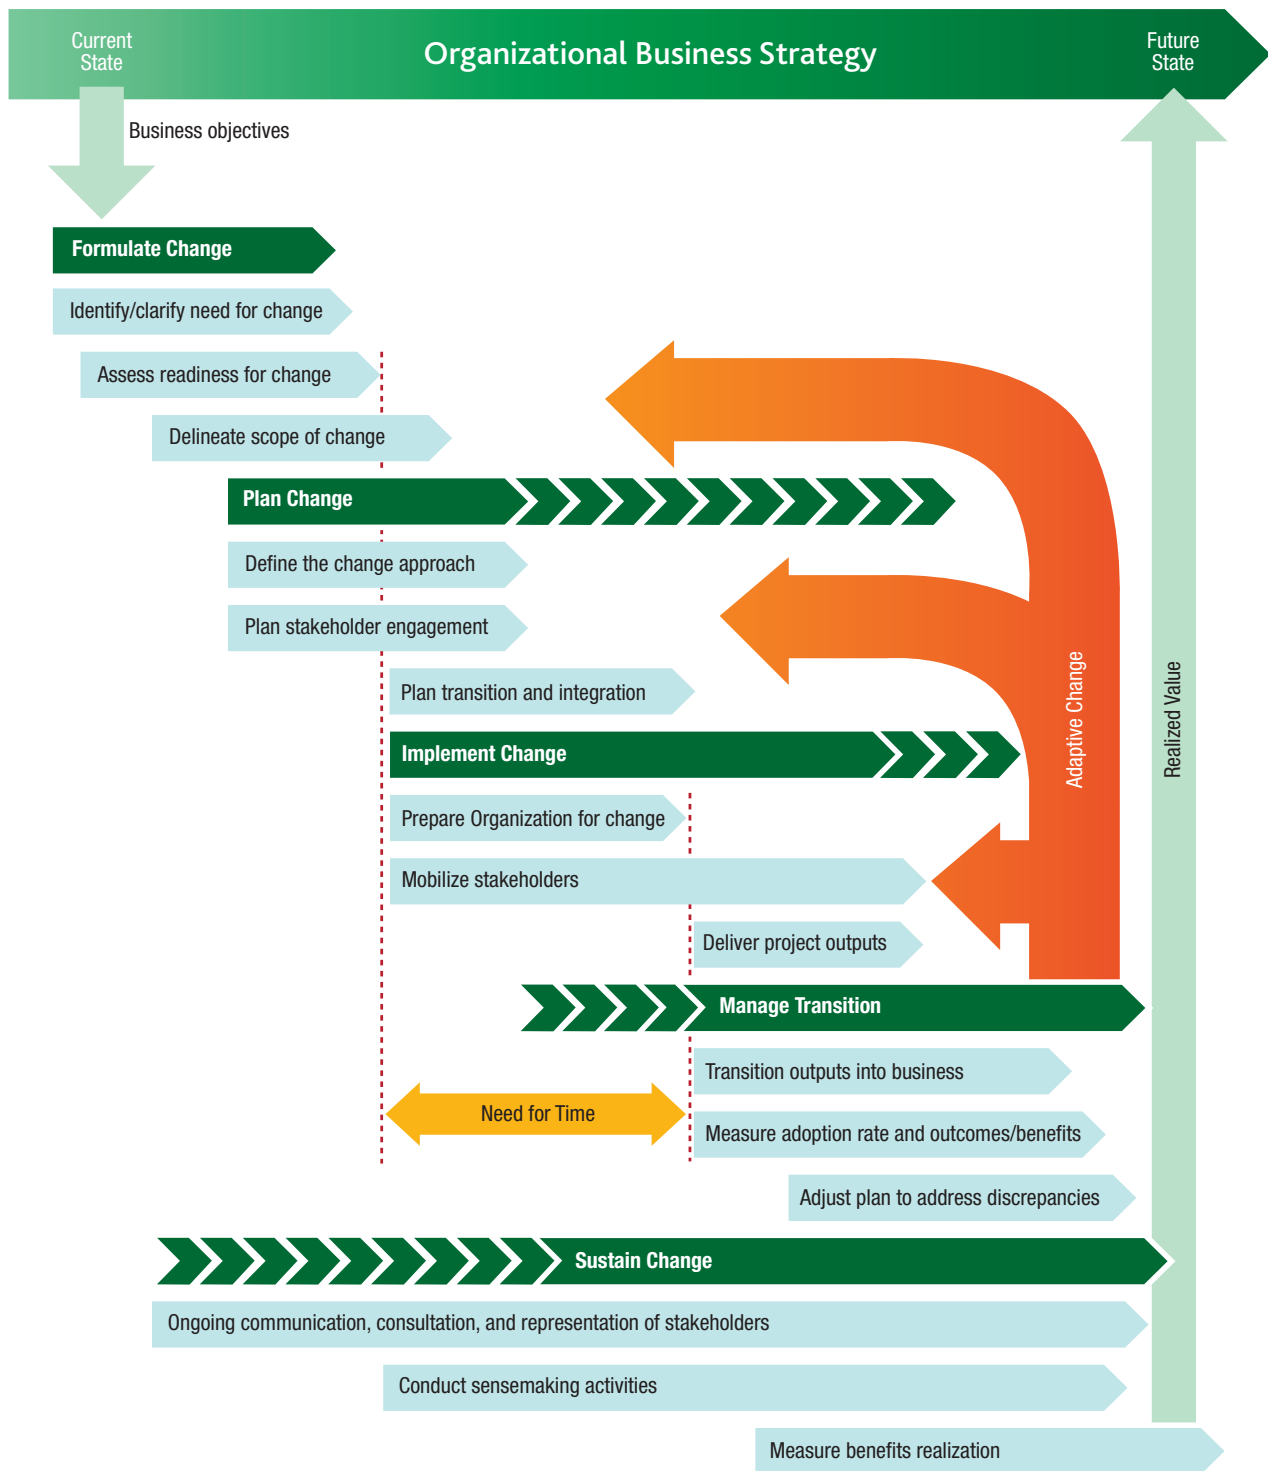 Current
State
Organizational Business Strategy
Future
State
Business objectives
Formulate Change
Identify/clarify need for change
Assess readiness for change
Delineate scope of change
Plan Change
Define the change approach
Plan stakeholder engagement
Plan transition and integration
Implement Change
Prepare Organization for change
Mobilize stakeholders
Deliver project outputs
Manage Transition
Transition outputs into business
Need for Time
Measure adoption rate and outcomes/benefits
Adjust plan to address discrepancies
Sustain Change
Ongoing communication, consultation, and representation of stakeholders
Conduct sensemaking activities
Measure benefits realization
Adaptive Change
Realized Value